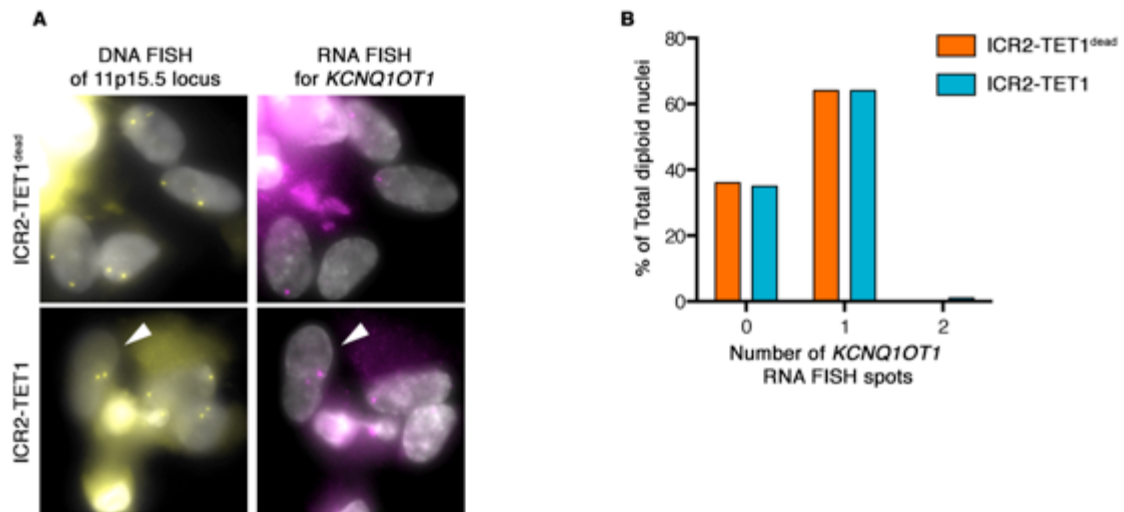 A
DNA FISH
of 11p15.5 locus
RNA FISH
for KCNQ1OT1
ICR2-TET1dead
ICR2-TET1
B
% of Total diploid nuclei
80
60
40
20
0
0
1
2
Number of KCNQ1OT1
RNA FISH spots
ICR2-TET1dead
ICR2-TET1